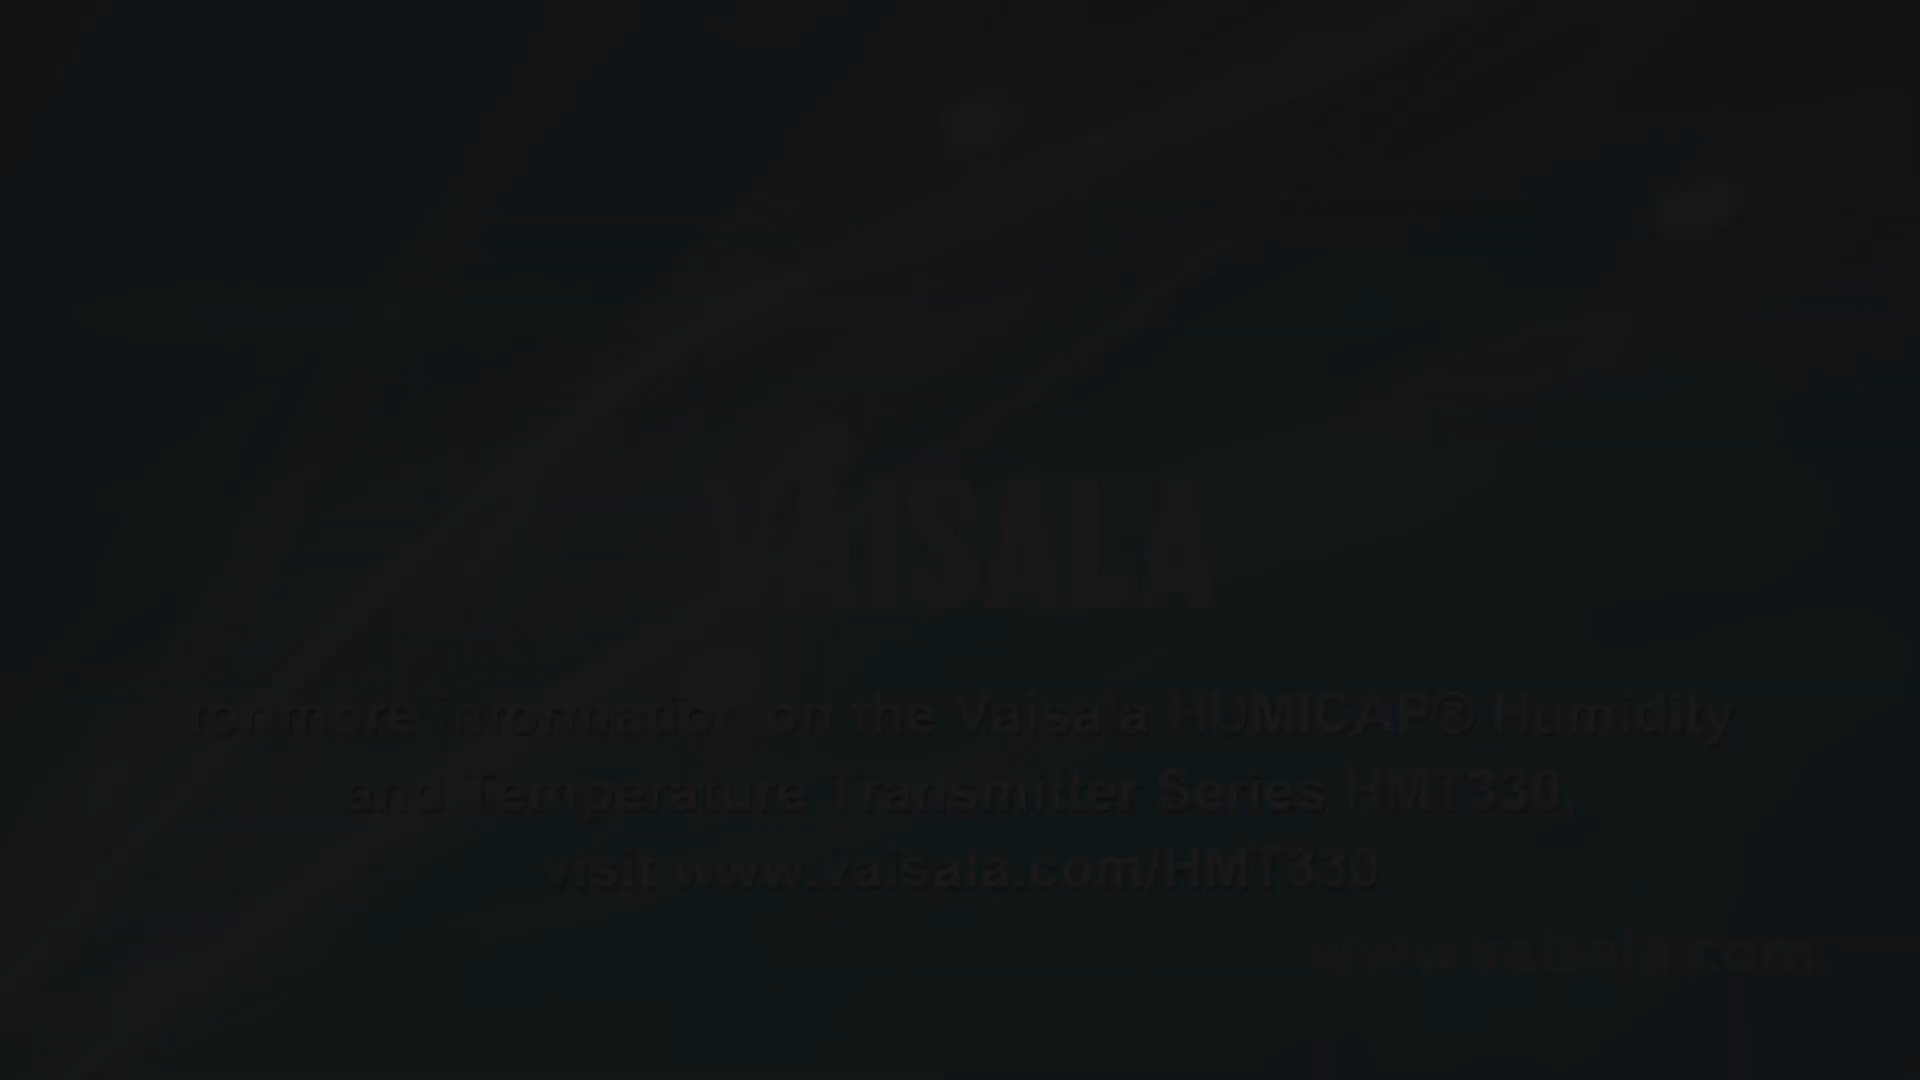 VAISALA
for more information on the Vaisala HUMICAP® Humidity
and Temperature Transmitter Series HMT330,
visit www.vaisala.com/HMT330
www.vaisala.com